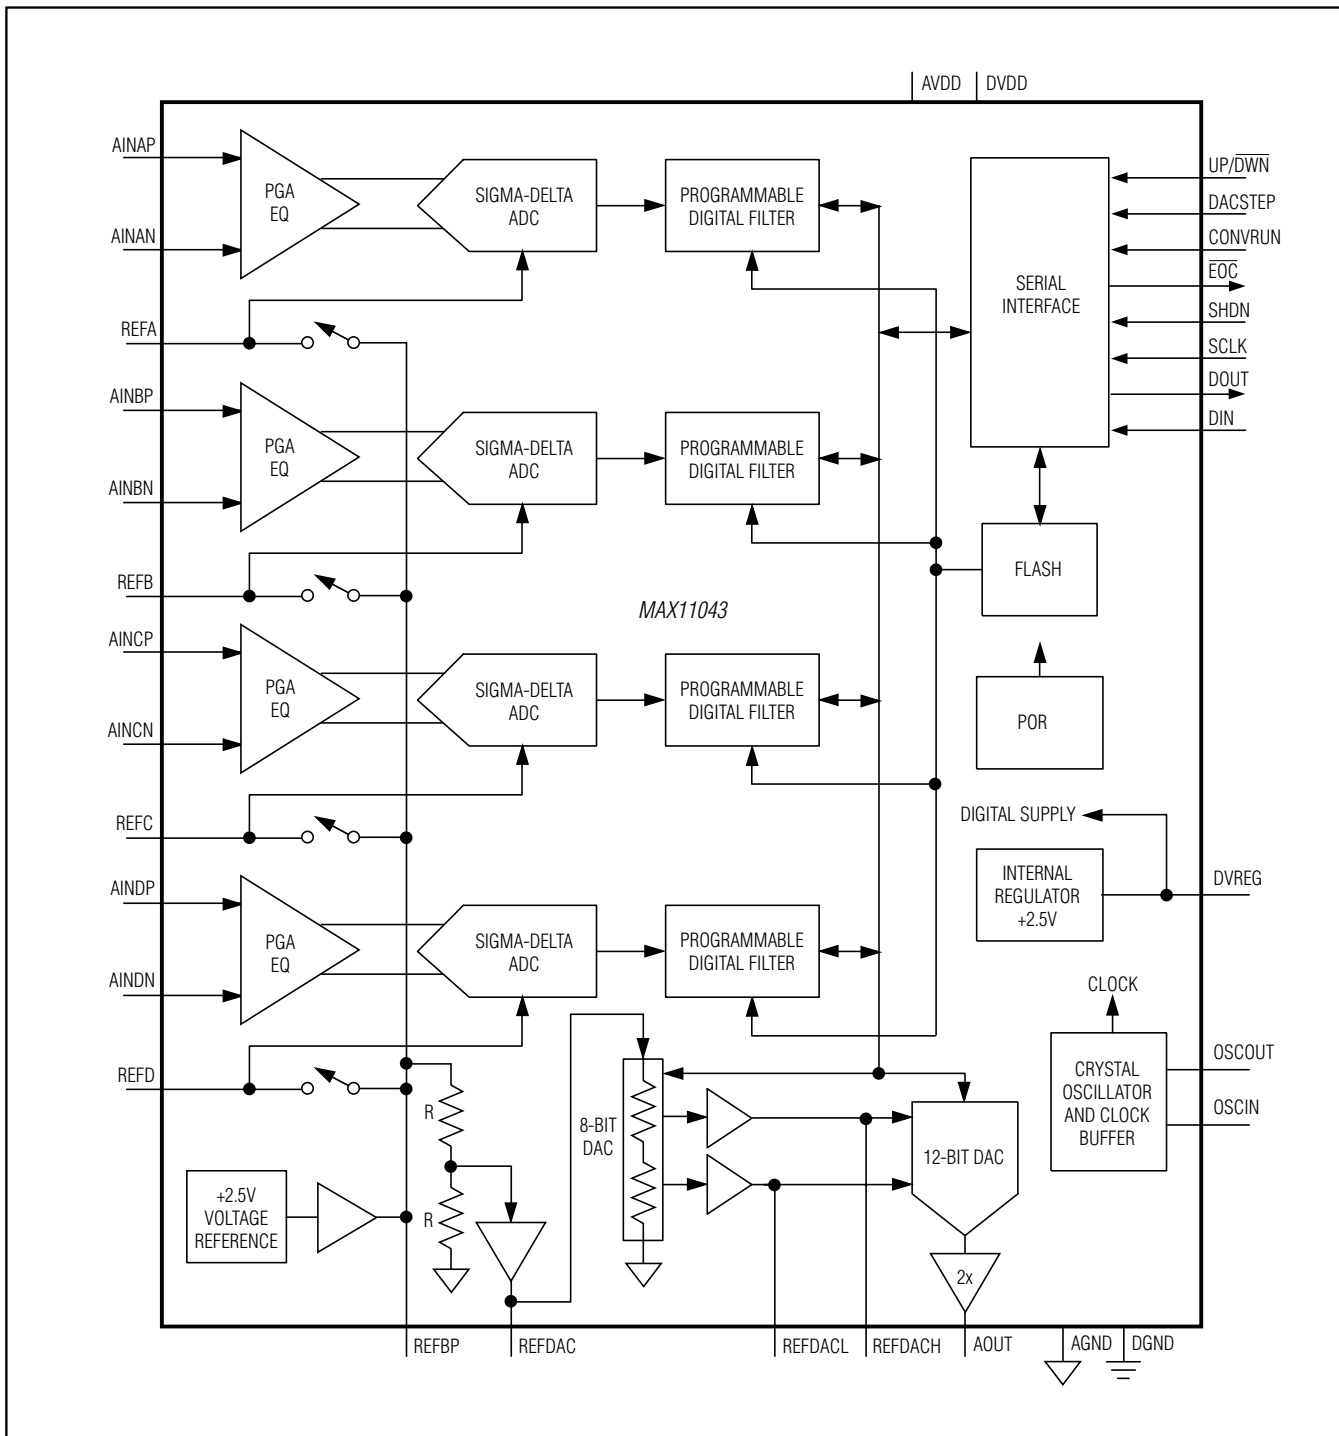 AVDD
DVDD
AINAP
PGA
EQ
AINAN
SIGMA-DELTA
ADC
PROGRAMMABLE
DIGITAL FILTER
REFA
AINBP
PGA
EQ
AINBN
SIGMA-DELTA
ADC
PROGRAMMABLE
DIGITAL FILTER
REFB
AINCP
PGA
EQ
AINCN
SIGMA-DELTA
ADC
PROGRAMMABLE
DIGITAL FILTER
REFC
AINDP
PGA
EQ
AINDN
SIGMA-DELTA
ADC
PROGRAMMABLE
DIGITAL FILTER
REFD
MAX11043
SERIAL
INTERFACE
UP/D̅W̅N̅
DACSTEP
CONVRUN
E̅O̅C̅
SHDN
SCLK
DOUT
DIN
FLASH
POR
DIGITAL SUPPLY
INTERNAL
REGULATOR
+2.5V
DVREG
CLOCK
CRYSTAL
OSCILLATOR
AND CLOCK
BUFFER
OSCOUT
OSCIN
+2.5V
VOLTAGE
REFERENCE
R
R
8-BIT
DAC
12-BIT DAC
2x
REFBP
REFDAC
REFDACL
REFDACH
AOUT
AGND
DGND